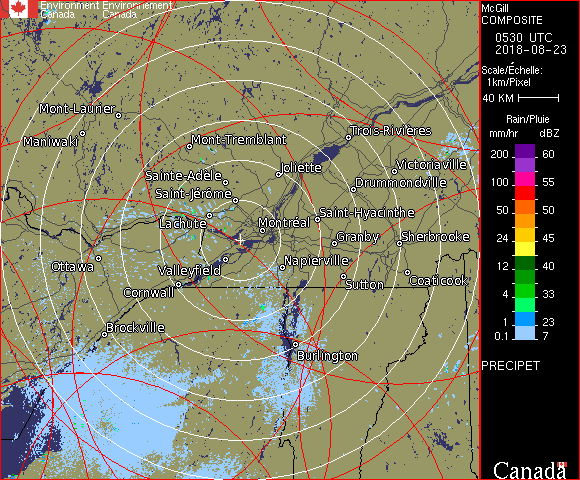 Environment Environnement
Canada Canada
McGill
COMPOSITE
0530 UTC
2018-08-23
Scale/Échelle:
1km/Pixel
40 KM
Rain/Pluie
mm/hr dBZ
200 60
150 57
100 55
50 50
24 45
12 40
4 33
1 23
0.1 7
PRECIPET
Canada
Mont-Laurier
Maniwaki
Mont-Tremblant
Trois-Rivières
Sainte-Adèle
Joliette
Victoriaville
Saint-Jérôme
Drummondville
Lachute
Montréal
Saint-Hyacinthe
Granby
Sherbrooke
Ottawa
Valleyfield
Napierville
Cornwall
Sutton
Coaticook
Brockville
Burlington